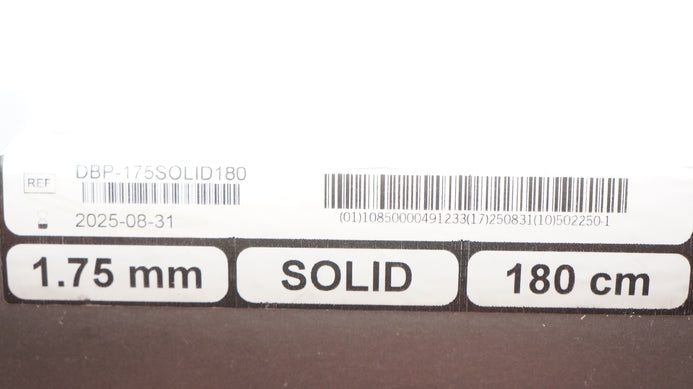 REF DBP-175SOLID180
2025-08-31
(01)10850000491233(17)250831(10)502250-1
1.75 mm
SOLID
180 cm